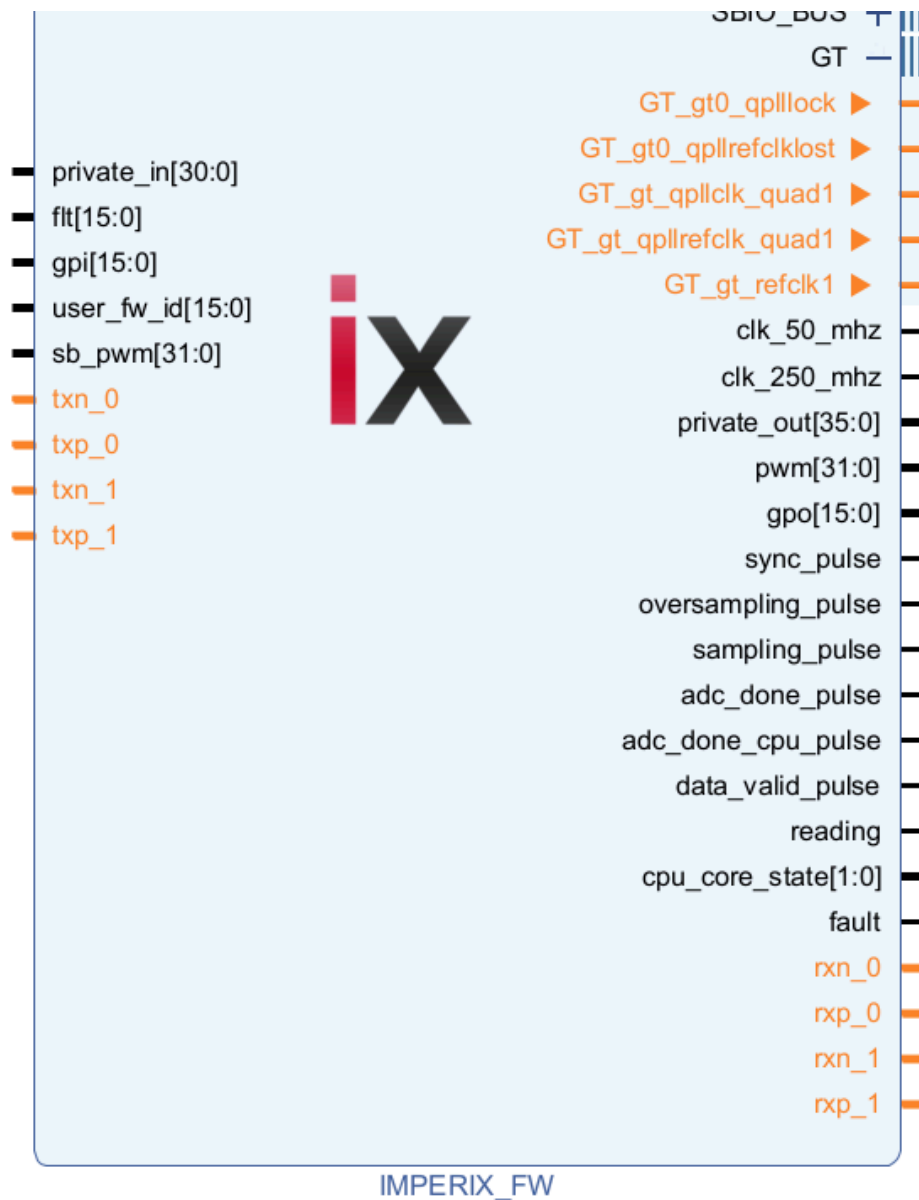 SBIO_BUS
GT
GT_gt0_qplllock
GT_gt0_qpllrefclklost
GT_gt_qpllclk_quad1
GT_gt_qpllrefclk_quad1
GT_gt_refclk1
private_in[30:0]
flt[15:0]
gpi[15:0]
user_fw_id[15:0]
sb_pwm[31:0]
txn_0
txp_0
txn_1
txp_1
ix
clk_50_mhz
clk_250_mhz
private_out[35:0]
pwm[31:0]
gpo[15:0]
sync_pulse
oversampling_pulse
sampling_pulse
adc_done_pulse
adc_done_cpu_pulse
data_valid_pulse
reading
cpu_core_state[1:0]
fault
rxn_0
rxp_0
rxn_1
rxp_1
IMPERIX_FW